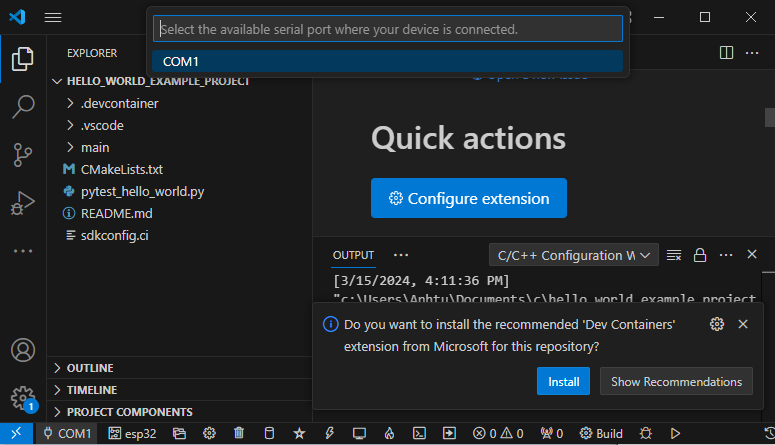 Select the available serial port where your device is connected.
COM1
EXPLORER
HELLO_WORLD_EXAMPLE_PROJECT
.devcontainer
.vscode
main
CMakeLists.txt
pytest_hello_world.py
README.md
sdkconfig.ci
Quick actions
Configure extension
OUTPUT
C/C++ Configuration W
[3/15/2024, 4:11:36 PM]
"c:\Users\Anhtu\Documents\c\hello_world_example_project
Do you want to install the recommended 'Dev Containers'
extension from Microsoft for this repository?
Install
Show Recommendations
OUTLINE
TIMELINE
PROJECT COMPONENTS
1
COM1
esp32
0
0
0
Build